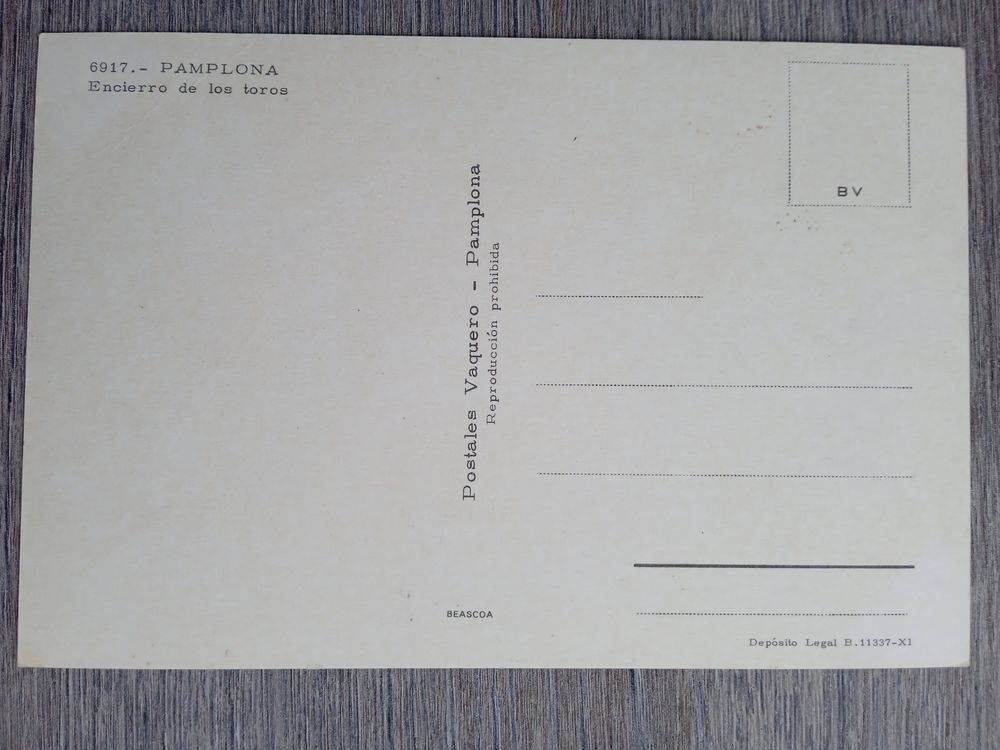 6917.- PAMPLONA
Encierro de los toros
BV
Postales Vaquero - Pamplona
Reproducción prohibida
BEASCOA
Depósito Legal B.11337-XI